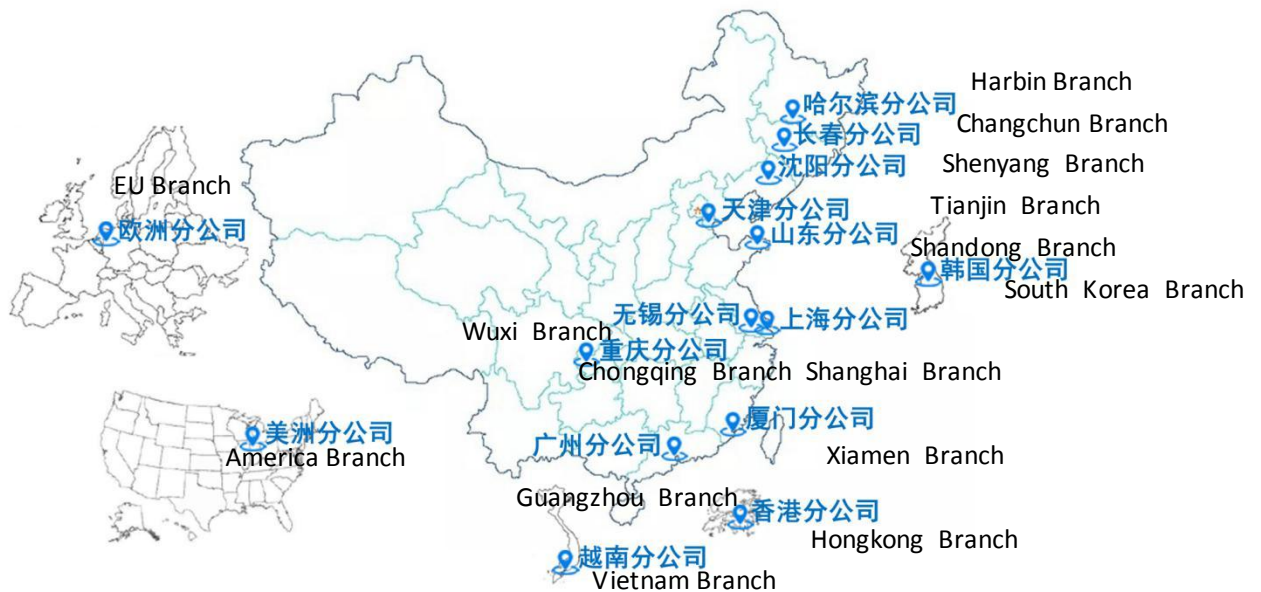 Harbin Branch
哈尔滨分公司
Changchun Branch
长春分公司
Shenyang Branch
沈阳分公司
EU Branch
欧洲分公司
Tianjin Branch
天津分公司
山东分公司
Shandong Branch
韩国分公司
South Korea Branch
无锡分公司
上海分公司
Wuxi Branch
重庆分公司
Chongqing Branch
Shanghai Branch
厦门分公司
美洲分公司
广州分公司
America Branch
Xiamen Branch
Guangzhou Branch
香港分公司
Hongkong Branch
越南分公司
Vietnam Branch